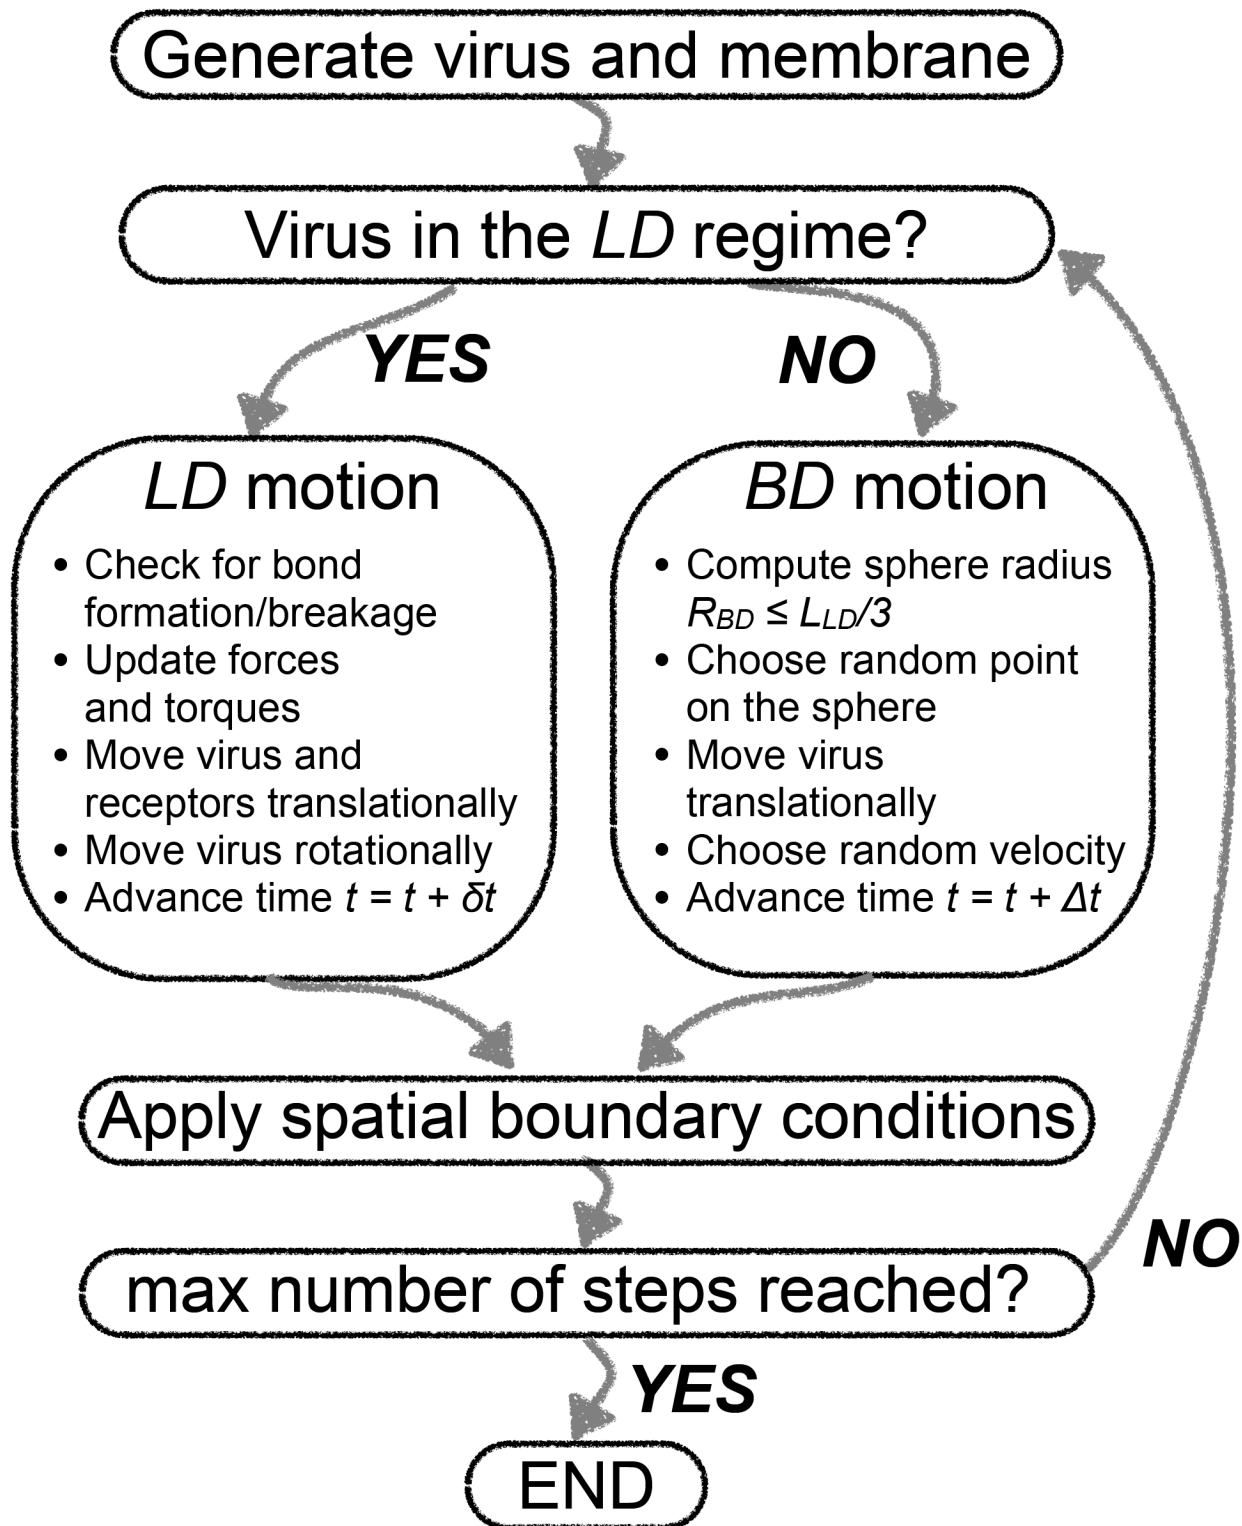 Generate virus and membrane
Virus in the LD regime?
YES
NO
LD motion
• Check for bond
formation/breakage
• Update forces
and torques
• Move virus and
receptors translationally
• Move virus rotationally
• Advance time t = t + δt
BD motion
• Compute sphere radius
R_BD ≤ L_LD/3
• Choose random point
on the sphere
• Move virus
translationally
• Choose random velocity
• Advance time t = t + Δt
Apply spatial boundary conditions
max number of steps reached?
NO
YES
END